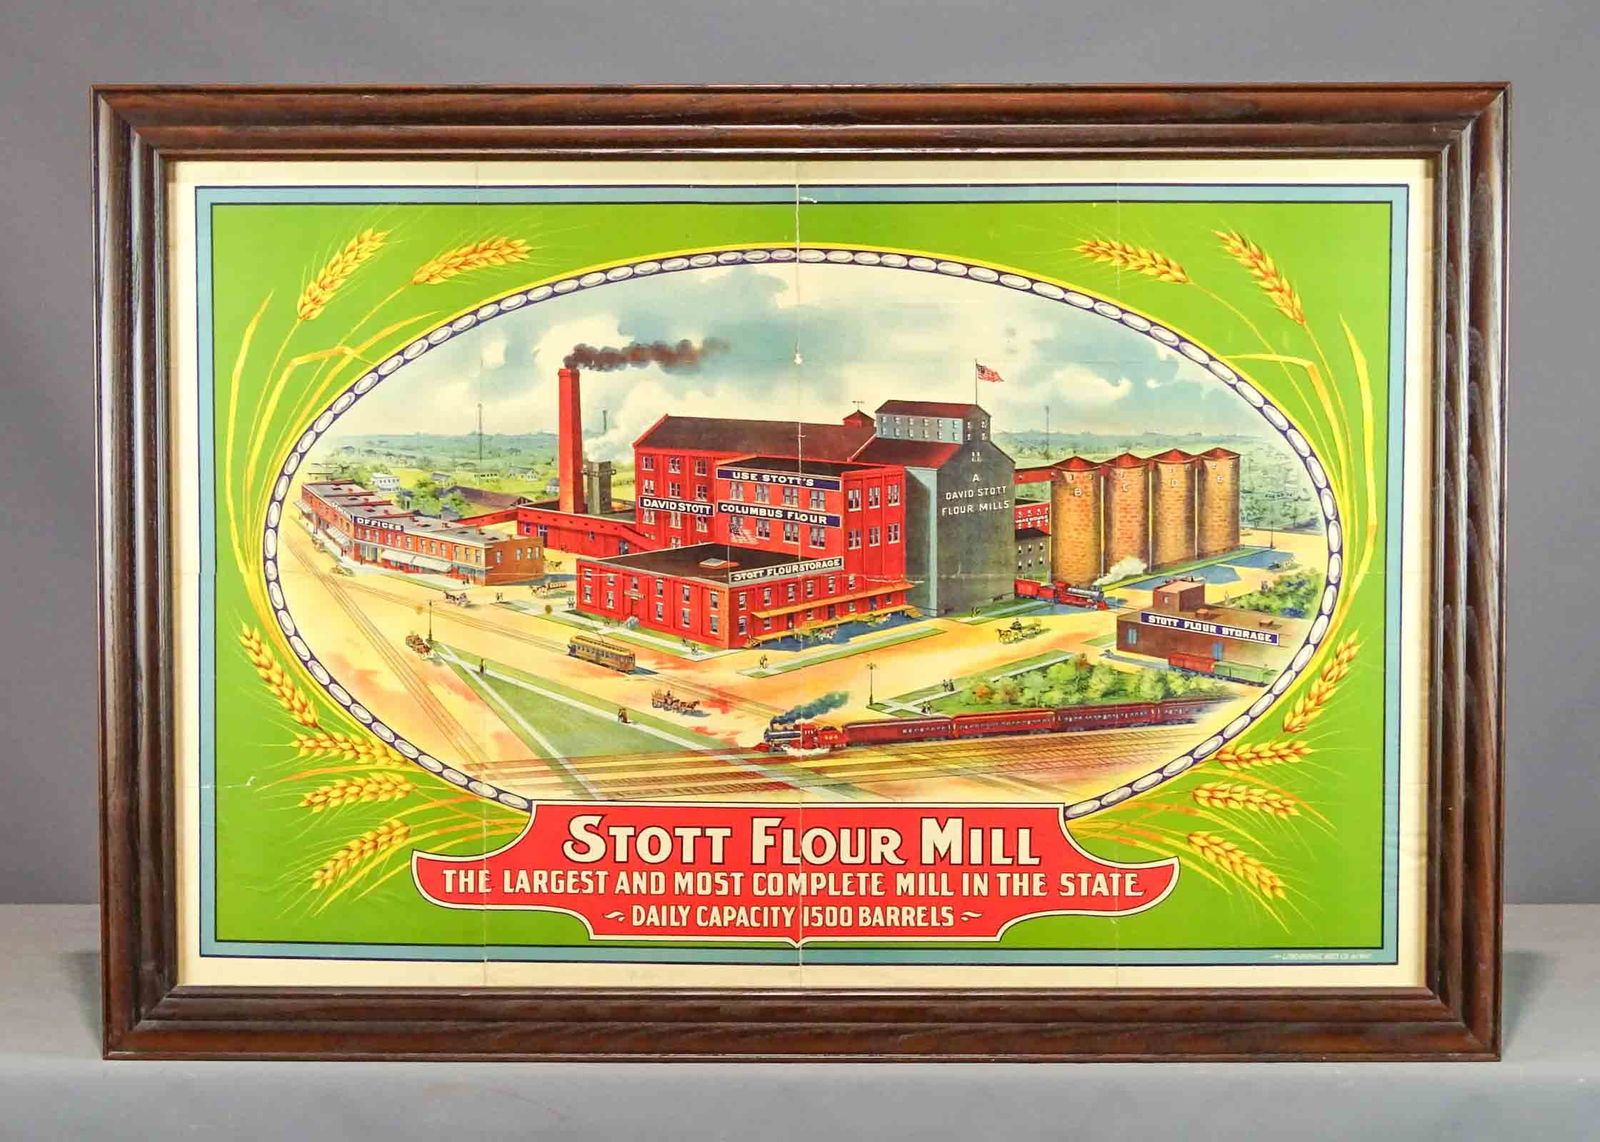 OFFICES
USE STOTT'S
DAVID STOTT COLUMBUS FLOUR
STOTT FLOUR STORAGE
A
DAVID STOTT
FLOUR MILLS
WAREHOUSE
B
STOTT FLOUR STORAGE
STOTT FLOUR MILL
THE LARGEST AND MOST COMPLETE MILL IN THE STATE
~ DAILY CAPACITY 1500 BARRELS ~